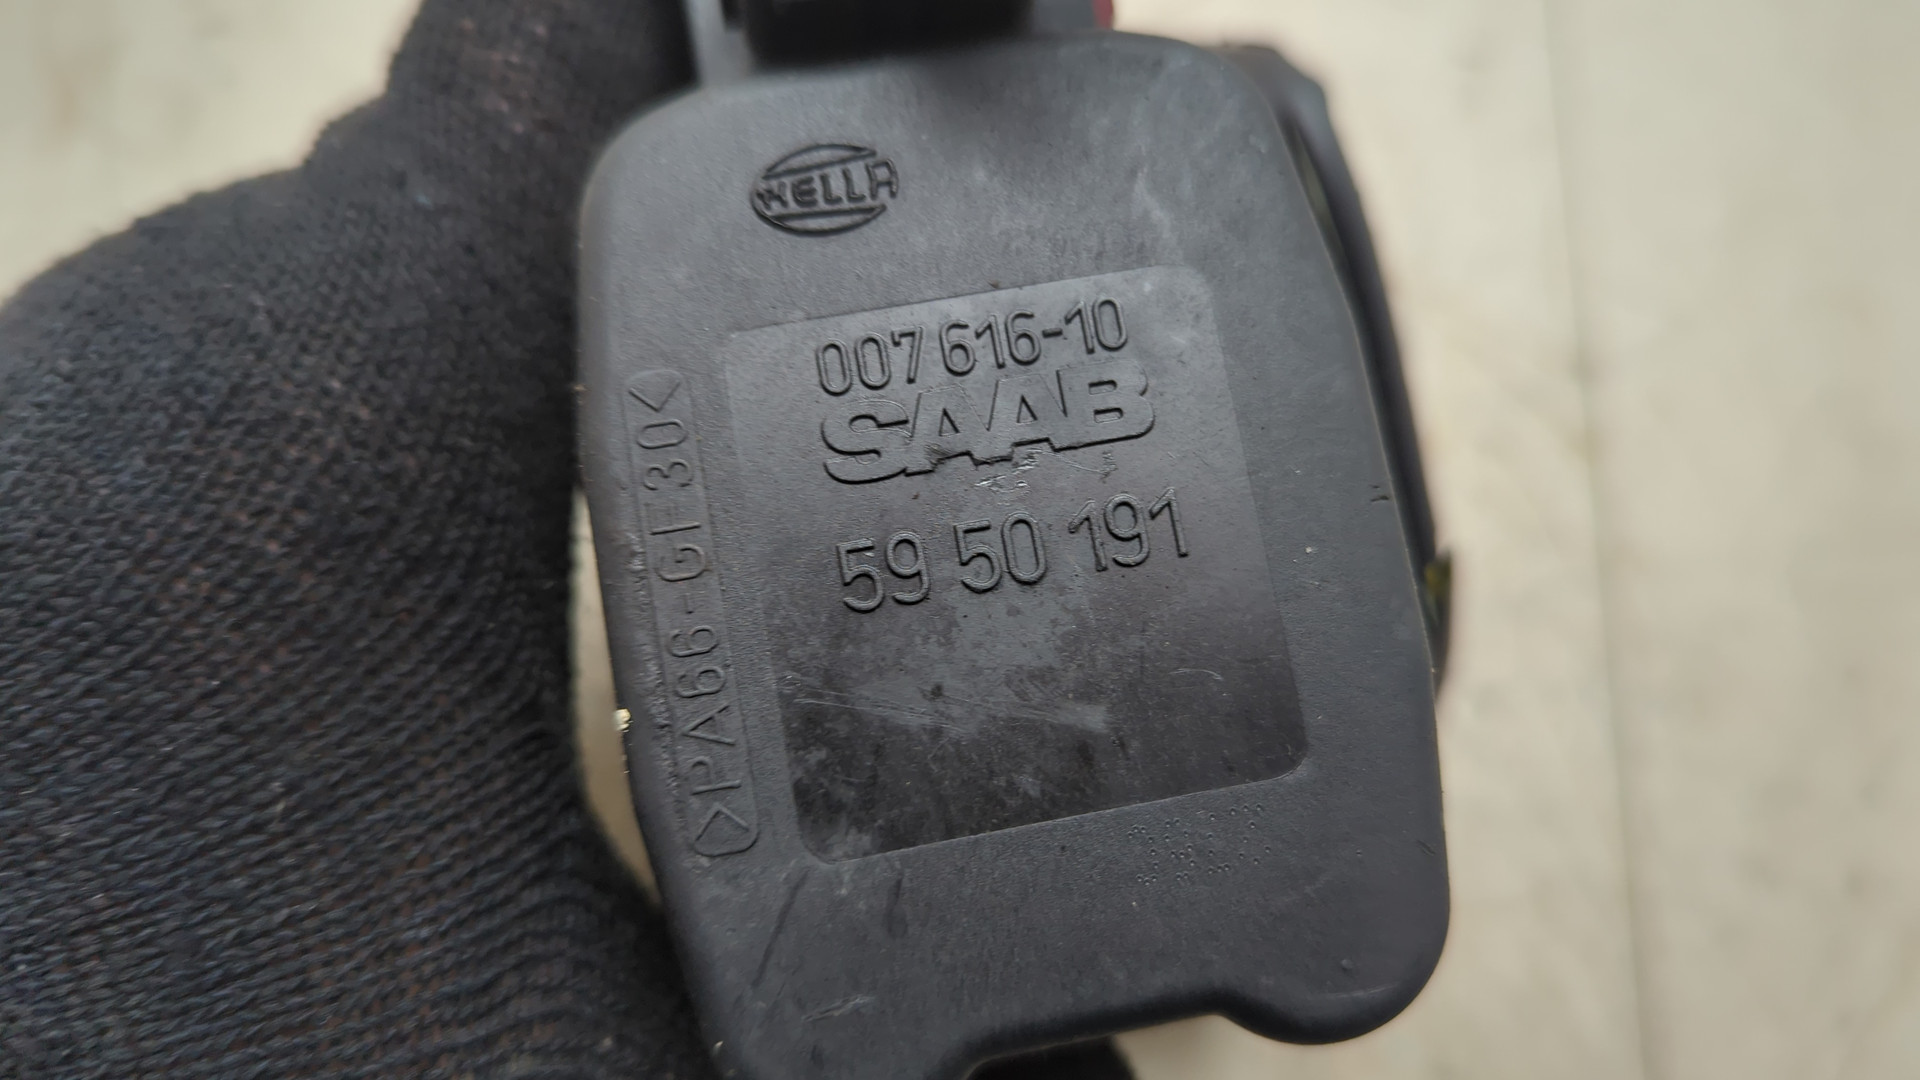 HELLA
007 616-10
SAAB
59 50 191
>PA66-GF30<